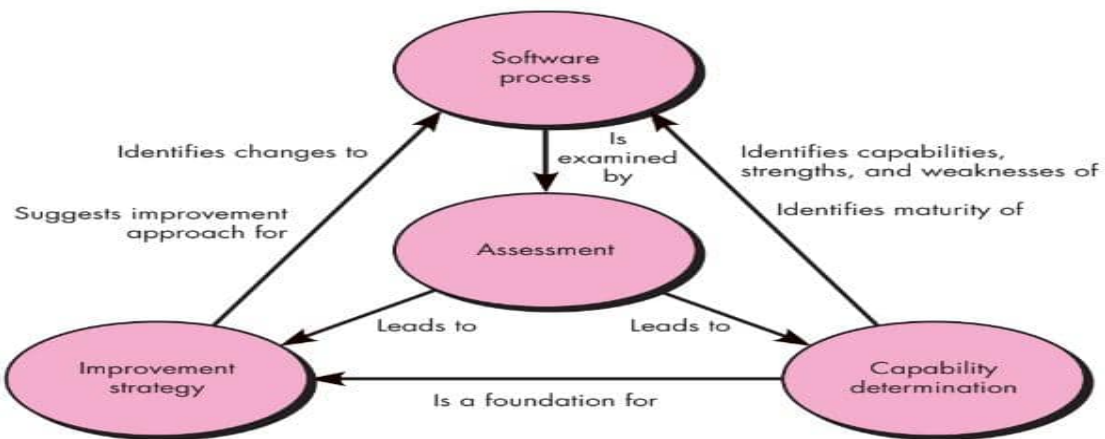 Software
process
Is
examined
by
Identifies changes to
Identifies capabilities,
strengths, and weaknesses of
Suggests improvement
approach for
Identifies maturity of
Assessment
Leads to
Leads to
Improvement
strategy
Capability
determination
Is a foundation for